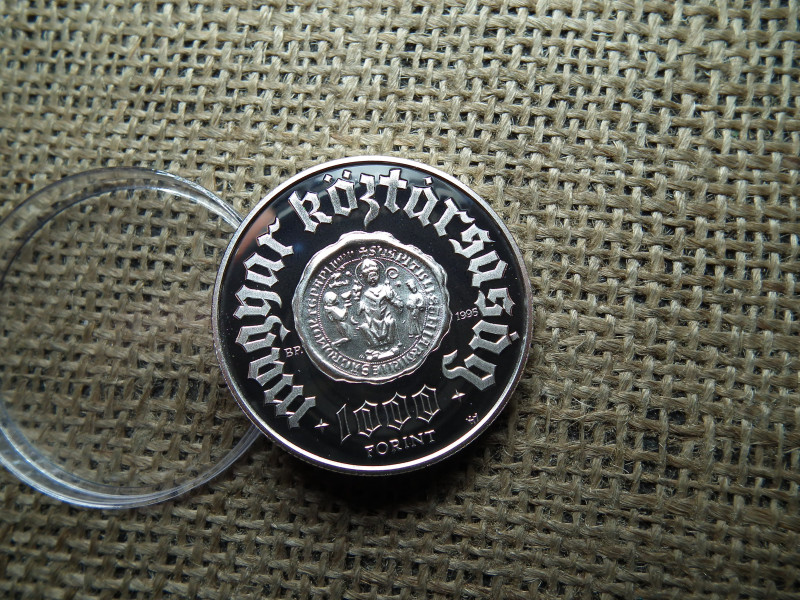 magyar köztársaság
BP.
1995
1000
FORINT